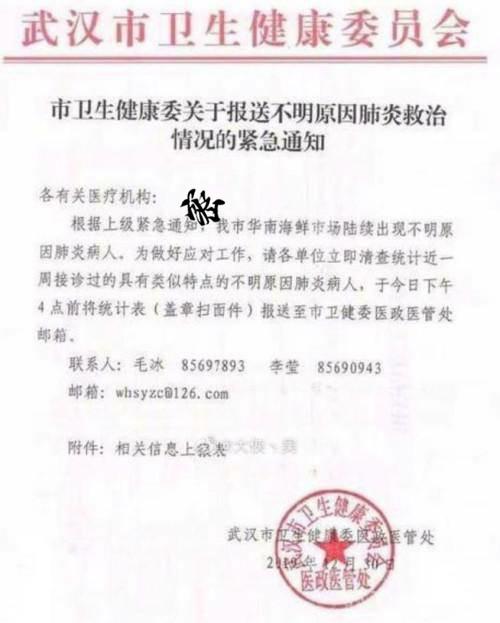 武汉市卫生健康委员会
市卫生健康委关于报送不明原因肺炎救治
情况的紧急通知
各有关医疗机构:
根据上级紧急通知,我市华南海鲜市场陆续出现不明原
因肺炎病人。为做好应对工作,请各单位立即清查统计近一
周接诊过的具有类似特点的不明原因肺炎病人,于今日下午
4点前将统计表(盖章扫面件)报送至市卫健委医政医管处
邮箱。
联系人:毛冰 85697893 李莹 85690943
邮箱:whsyzc@126.com
附件:相关信息上报表
武汉市卫生健康委医政医管处
2019年12月30日
武汉市卫生健康委员会
医政医管处